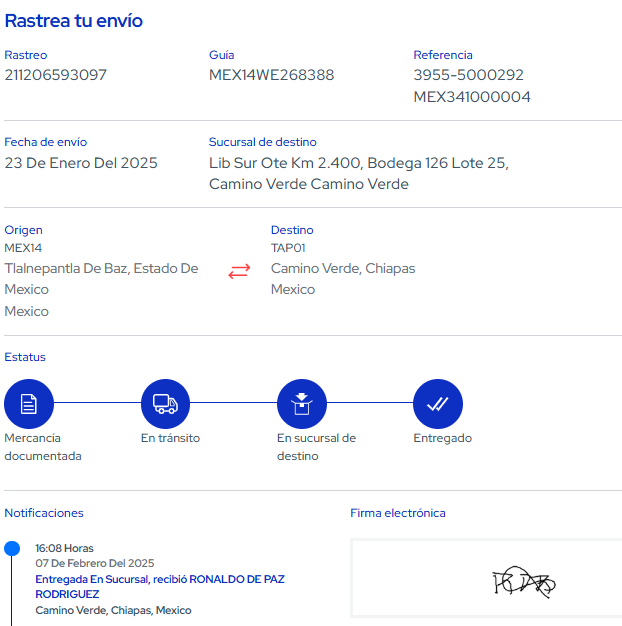 Rastrea tu envío
Rastreo
211206593097
Guía
MEX14WE268388
Referencia
3955-5000292
MEX341000004
Fecha de envío
23 De Enero Del 2025
Sucursal de destino
Lib Sur Ote Km 2.400, Bodega 126 Lote 25,
Camino Verde Camino Verde
Origen
MEX14
Tlalnepantla De Baz, Estado De
Mexico
Mexico
Destino
TAP01
Camino Verde, Chiapas
Mexico
Estatus
Mercancía
documentada
En tránsito
En sucursal de
destino
Entregado
Notificaciones
16:08 Horas
07 De Febrero Del 2025
Entregada En Sucursal, recibió RONALDO DE PAZ
RODRIGUEZ
Camino Verde, Chiapas, Mexico
Firma electrónica